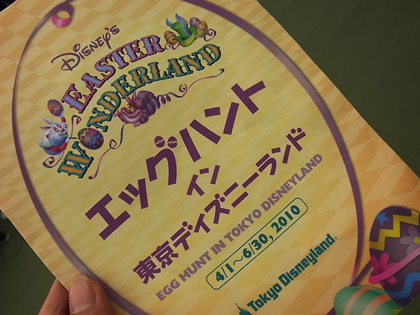 Disney's
EASTER
WONDERLAND
エッグハント
イン
東京ディズニーランド
EGG HUNT IN TOKYO DISNEYLAND
4/1～6/30, 2010
Tokyo Disneyland